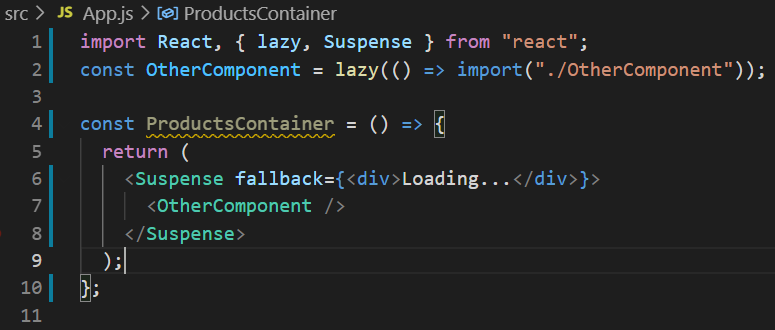 src > JS App.js > ProductsContainer
1 import React, { lazy, Suspense } from "react";
2 const OtherComponent = lazy(() => import("./OtherComponent"));
3
4 const ProductsContainer = () => {
5   return (
6     <Suspense fallback={<div>Loading...</div>}>
7       <OtherComponent />
8     </Suspense>
9   );
10 };
11